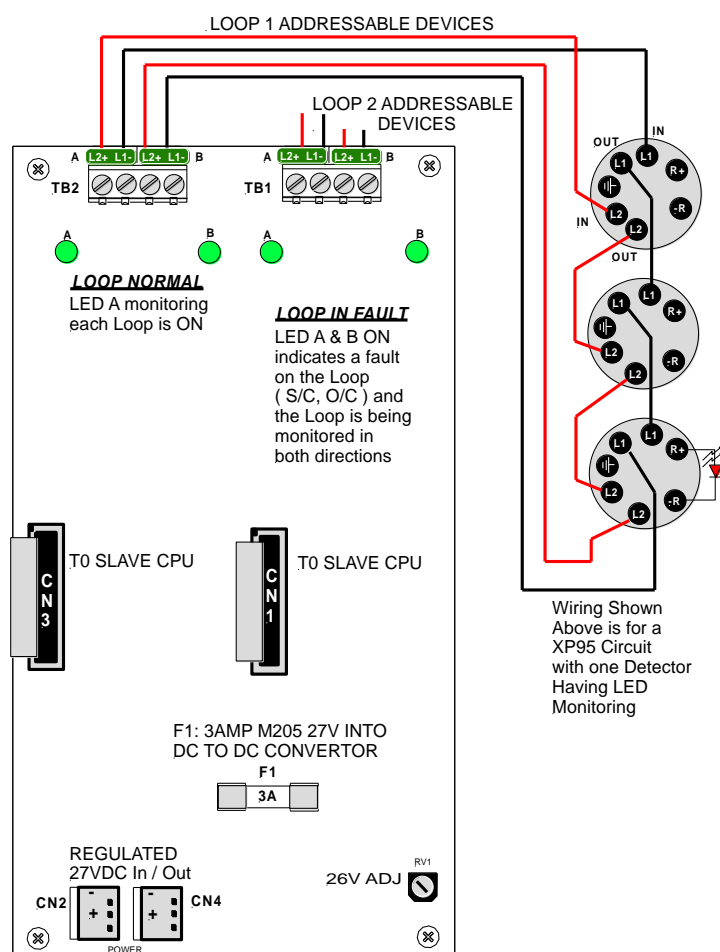 LOOP 1 ADDRESSABLE DEVICES
LOOP 2 ADDRESSABLE
DEVICES
A L2+ L1- L2+ L1- B
TB2
A L2+ L1- L2+ L1- B
TB1
A B
A B
LOOP NORMAL
LED A monitoring
each Loop is ON
LOOP IN FAULT
LED A & B ON
indicates a fault
on the Loop
( S/C, O/C ) and
the Loop is being
monitored in
both directions
OUT IN
L1 L1
R+
-R
L2
IN
L2
OUT
L1 L1
R+
L2
-R
L2
L1 L1
R+
L2
-R
L2
CN3
T0 SLAVE CPU
CN1
T0 SLAVE CPU
Wiring Shown
Above is for a
XP95 Circuit
with one Detector
Having LED
Monitoring
F1: 3AMP M205 27V INTO
DC TO DC CONVERTOR
F1
3A
REGULATED
27VDC In / Out
CN2 - + - + CN4
POWER
RV1
26V ADJ